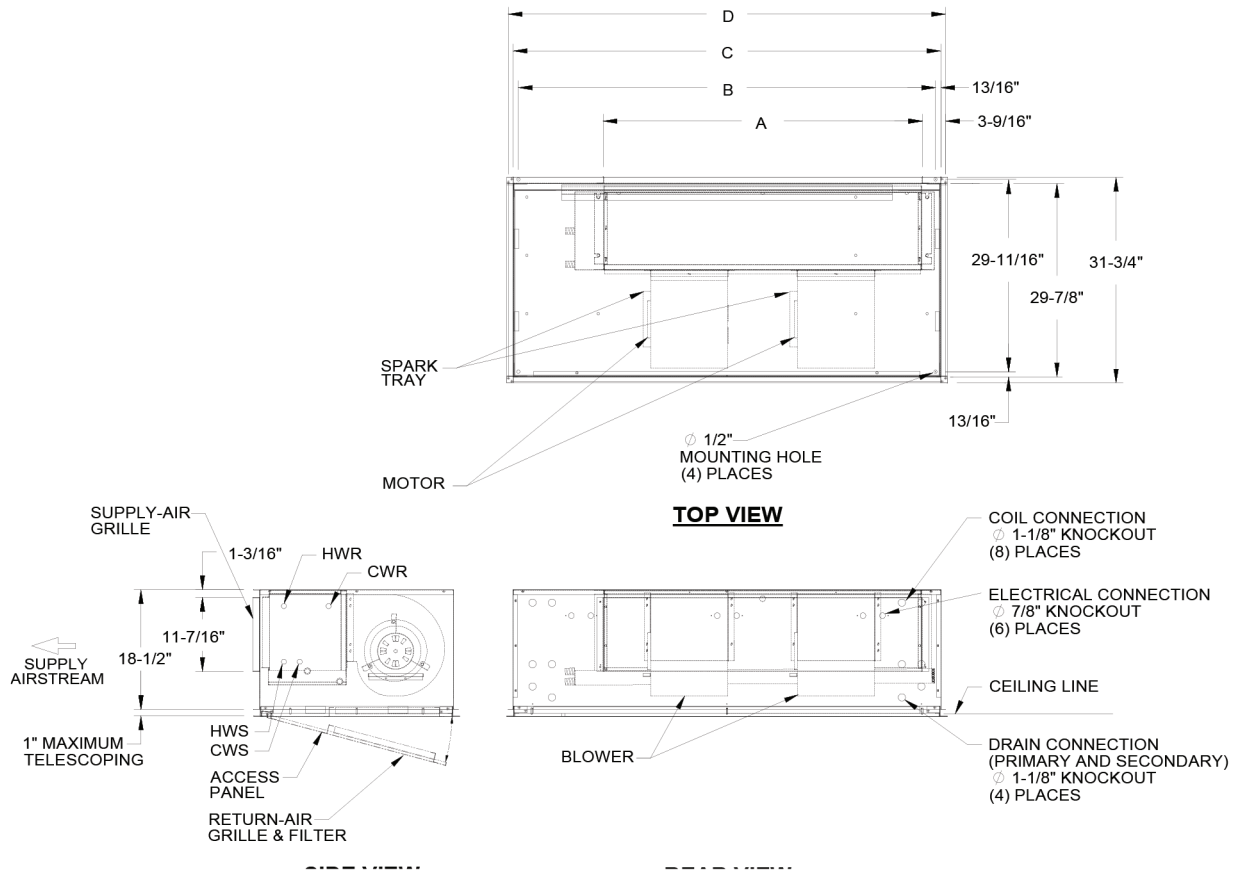 D
C
B
13/16"
A
3-9/16"
29-11/16"
31-3/4"
29-7/8"
SPARK
TRAY
13/16"
Ø 1/2"
MOUNTING HOLE
(4) PLACES
MOTOR
TOP VIEW
SUPPLY-AIR
GRILLE
1-3/16"
HWR
CWR
11-7/16"
18-1/2"
SUPPLY
AIRSTREAM
HWS
CWS
1" MAXIMUM
TELESCOPING
ACCESS
PANEL
RETURN-AIR
GRILLE & FILTER
BLOWER
COIL CONNECTION
Ø 1-1/8" KNOCKOUT
(8) PLACES
ELECTRICAL CONNECTION
Ø 7/8" KNOCKOUT
(6) PLACES
CEILING LINE
DRAIN CONNECTION
(PRIMARY AND SECONDARY)
Ø 1-1/8" KNOCKOUT
(4) PLACES
SIDE VIEW
REAR VIEW